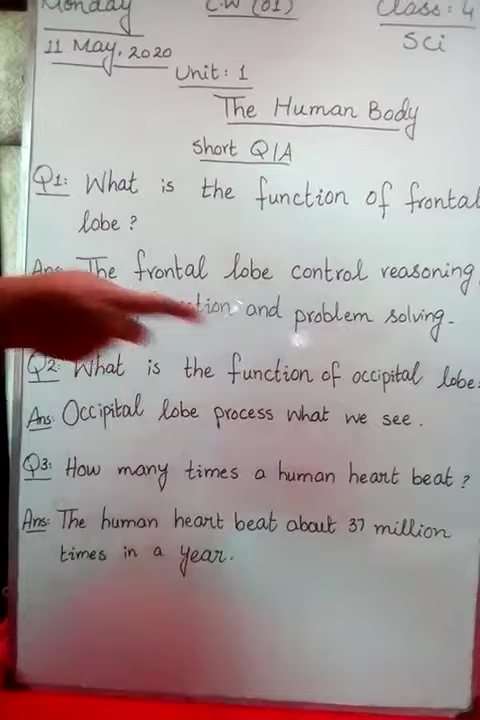 Monday C.W (01) Class: 4
11 May, 2020 Sci
Unit: 1
The Human Body
Short Q/A
Q1: What is the function of frontal
lobe?
Ans: The frontal lobe control reasoning
and problem solving.
Q2: What is the function of occipital lobe
Ans: Occipital lobe process what we see.
Q3: How many times a human heart beat?
Ans: The human heart beat about 37 million
times in a year.